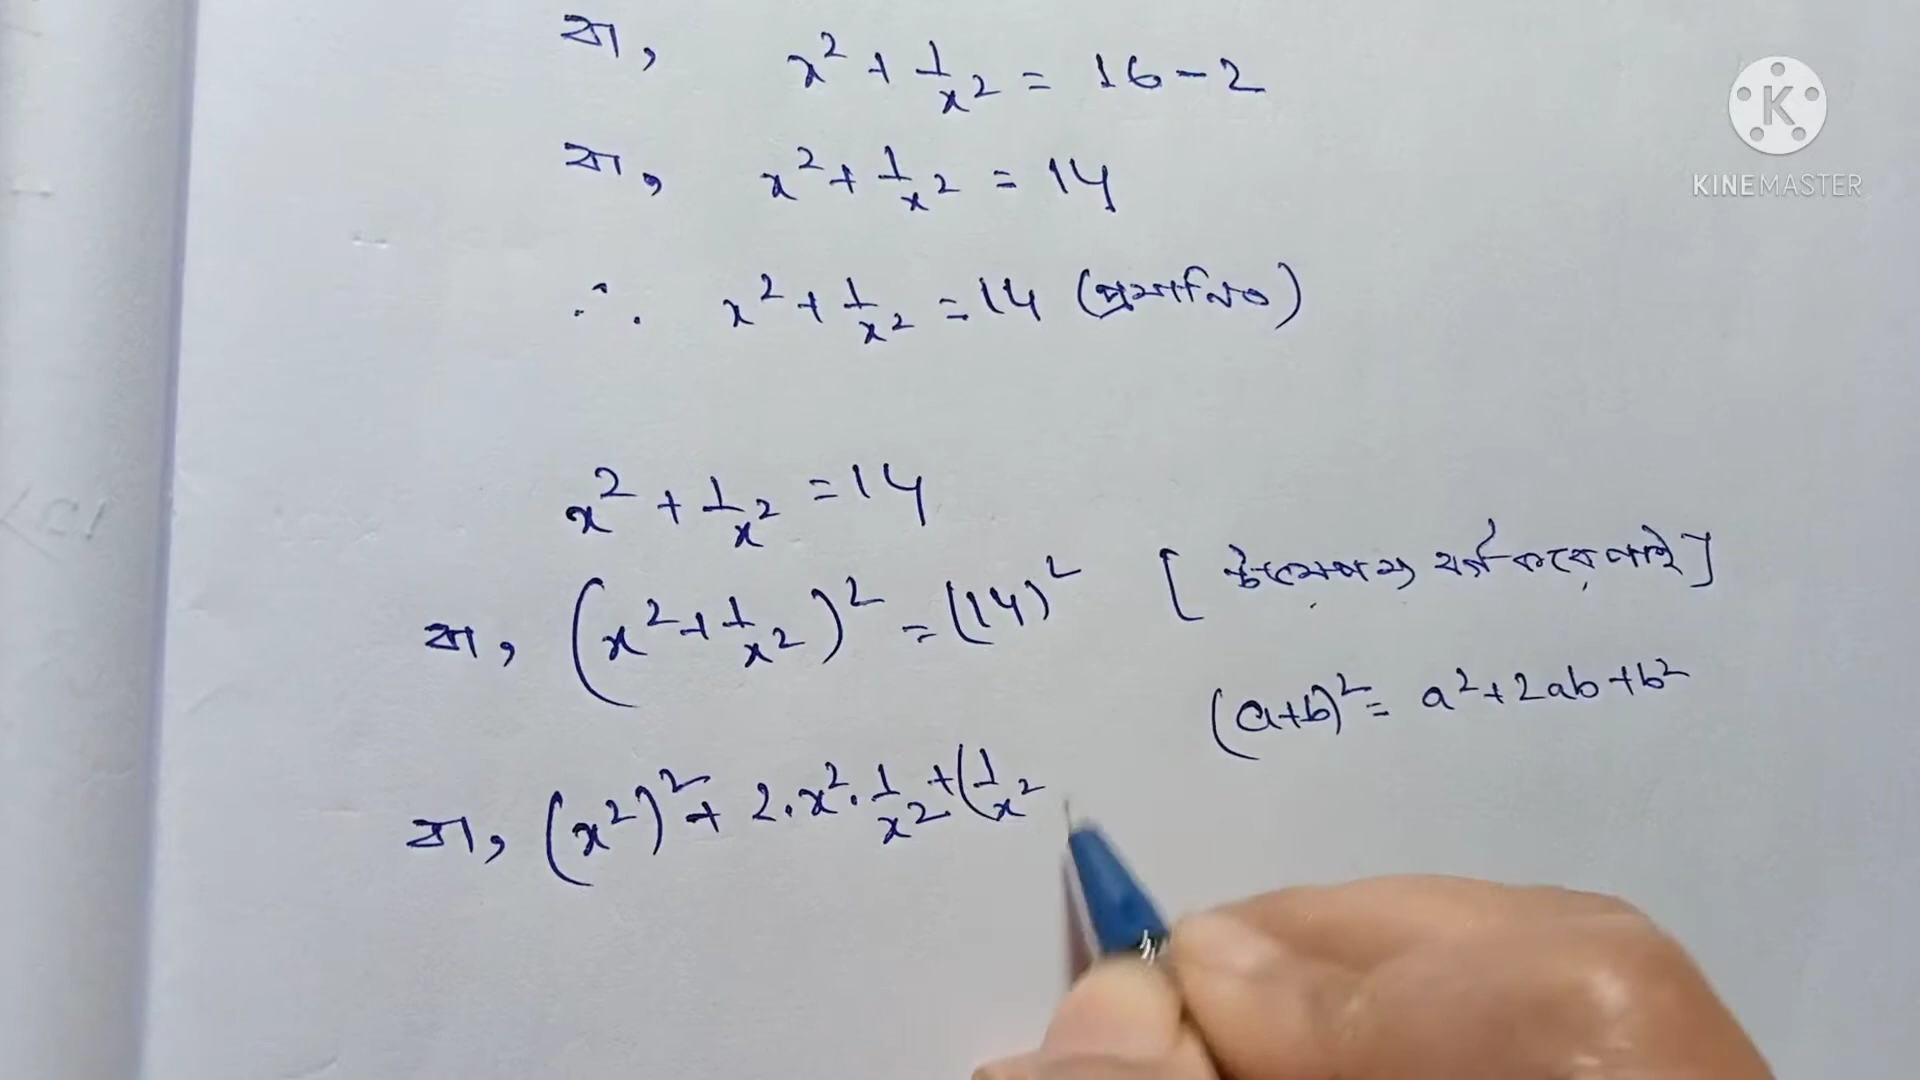 বা, x² + 1/x² = 16 - 2
বা, x² + 1/x² = 14
∴ x² + 1/x² = 14 (প্রমাণিত)
x² + 1/x² = 14
বা, (x² + 1/x²)² = (14)² [উভয়পক্ষে বর্গ করে পাই]
(a+b)² = a² + 2ab + b²
বা, (x²)² + 2.x².1/x² + (1/x²
K
KINEMASTER